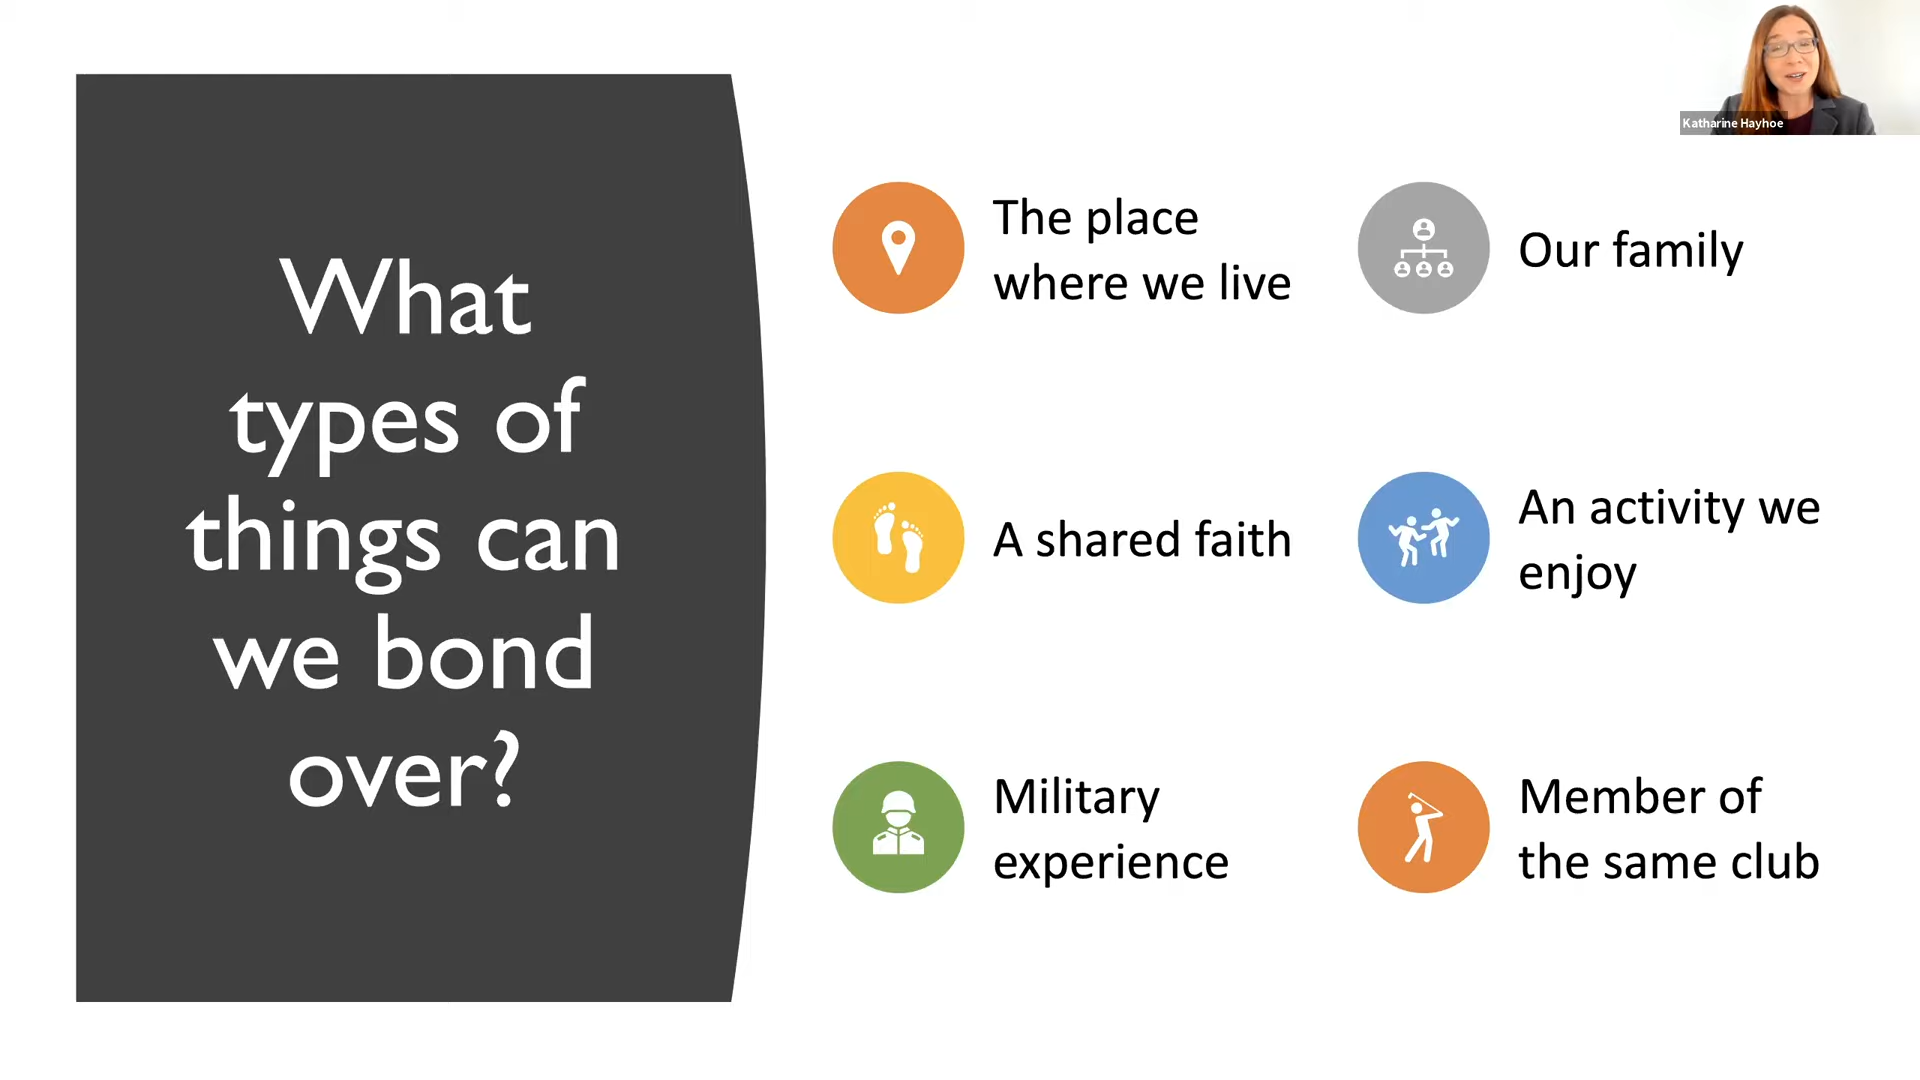 What
types of
things can
we bond
over?
The place
where we live
Our family
A shared faith
An activity we
enjoy
Military
experience
Member of
the same club
Katharine Hayhoe